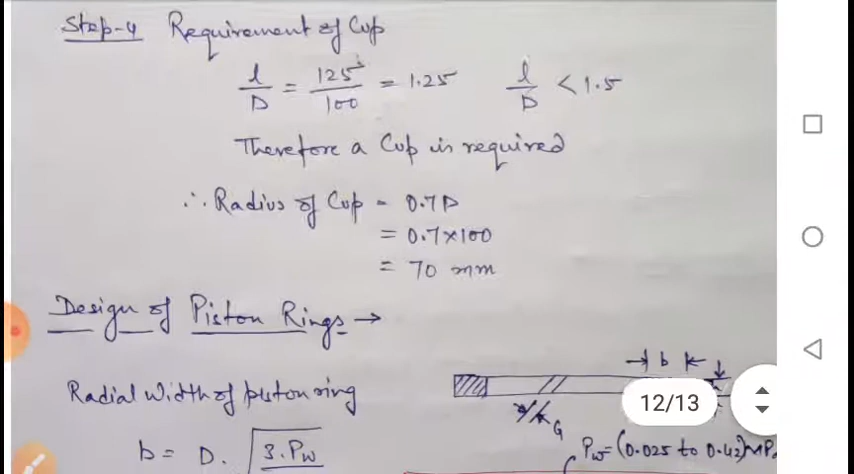 Step-4 Requirement of Cup
l/D = 125/100 = 1.25 l/D < 1.5
Therefore a Cup is required
∴ Radius of Cup = 0.7D
= 0.7×100
= 70 mm
Design of Piston Rings →
b
Radial Width of piston ring
12/13
G
b = D. √3.Pw
Pw = (0.025 to 0.42) MP